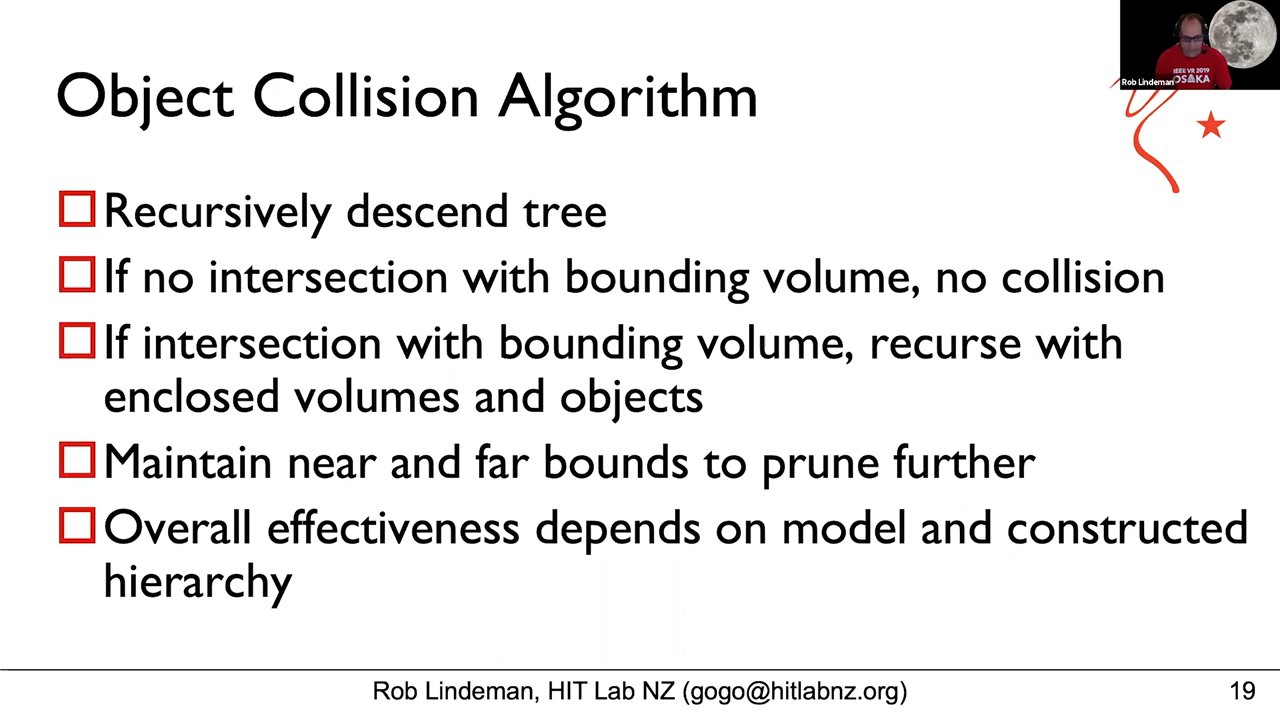 Object Collision Algorithm
Rob Lindeman
IEEE VR 2019
OSAKA
Recursively descend tree
If no intersection with bounding volume, no collision
If intersection with bounding volume, recurse with
enclosed volumes and objects
Maintain near and far bounds to prune further
Overall effectiveness depends on model and constructed
hierarchy
Rob Lindeman, HIT Lab NZ (gogo@hitlabnz.org)
19